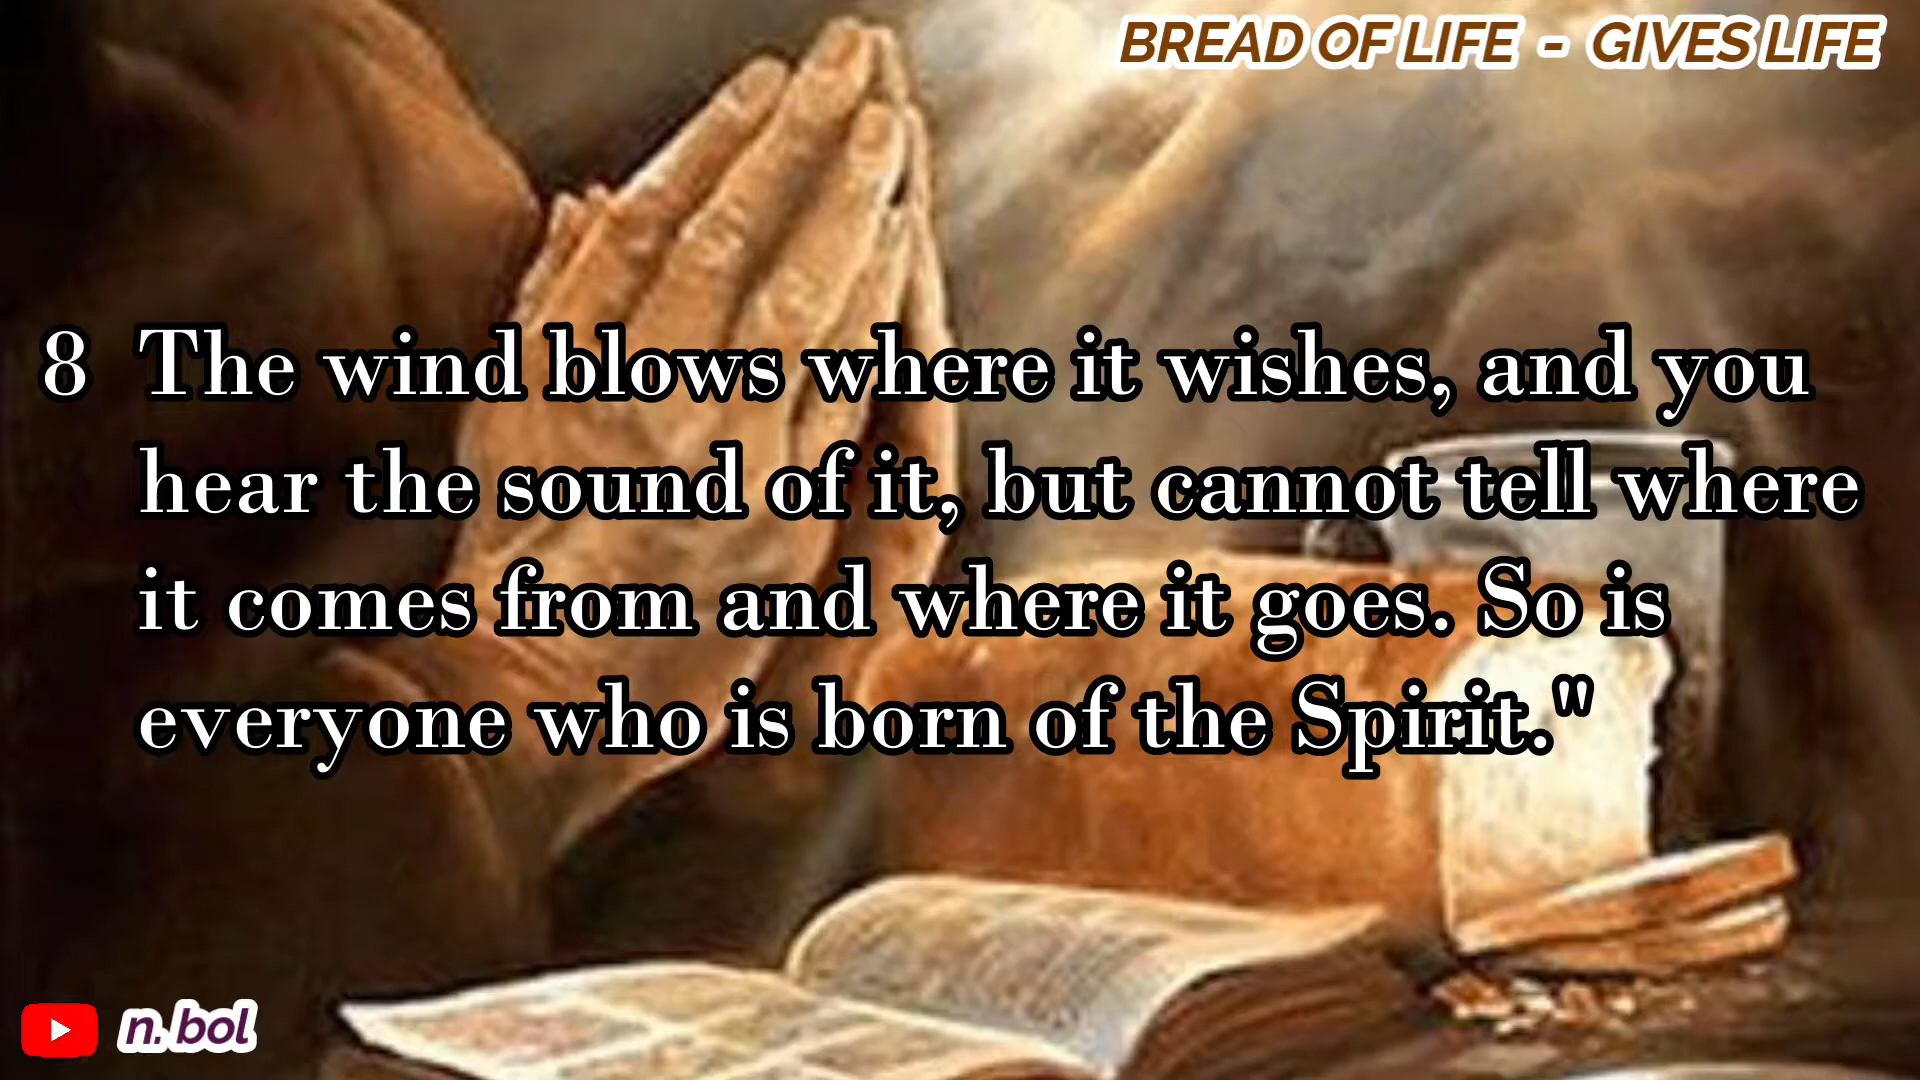 BREAD OF LIFE - GIVES LIFE
8 The wind blows where it wishes, and you
hear the sound of it, but cannot tell where
it comes from and where it goes. So is
everyone who is born of the Spirit."
n. bol